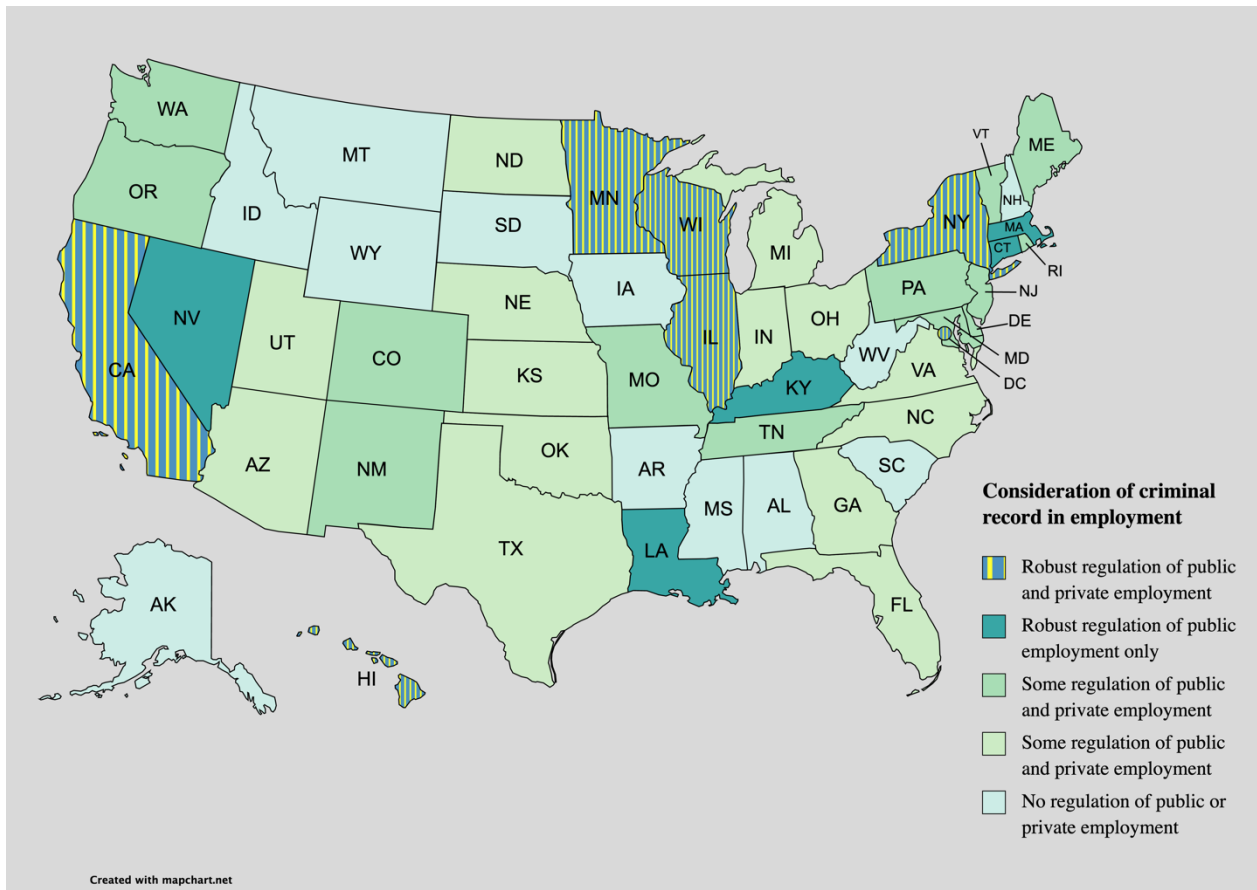 WA
MT
ND
VT
ME
OR
MN
ID
SD
WI
NY
NH
MA
WY
MI
CT
RI
IA
PA
NJ
NE
NV
OH
DE
IL
IN
UT
MD
CA
CO
WV
VA
DC
KS
MO
KY
NC
TN
OK
AZ
NM
AR
SC
MS
AL
GA
TX
LA
FL
AK
HI
Consideration of criminal
record in employment
Robust regulation of public
and private employment
Robust regulation of public
employment only
Some regulation of public
and private employment
Some regulation of public
and private employment
No regulation of public or
private employment
Created with mapchart.net